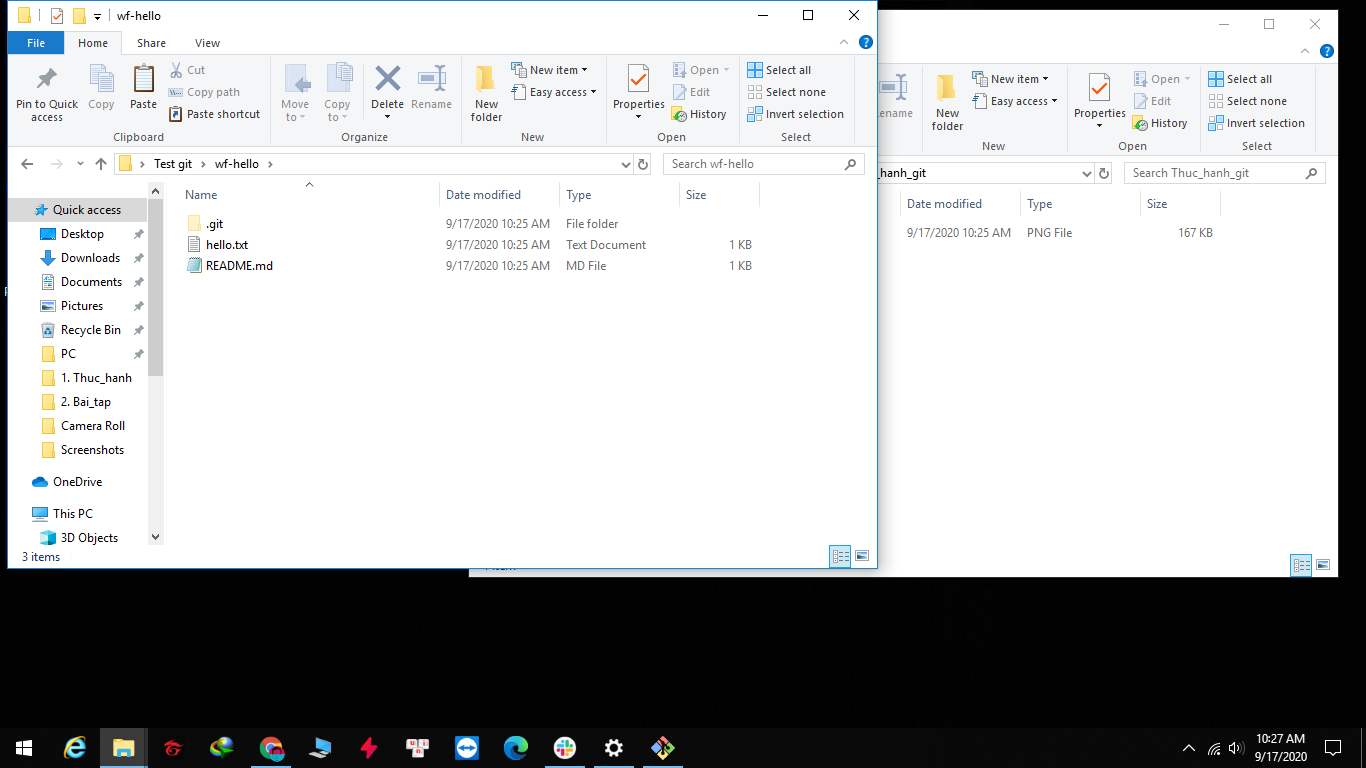 wf-hello
File Home Share View
Pin to Quick access
Copy
Paste
Cut
Copy path
Paste shortcut
Clipboard
Move to
Copy to
Delete
Rename
Organize
New folder
New item
Easy access
New
Properties
Open
Edit
History
Open
Select all
Select none
Invert selection
Select
Test git wf-hello
Search wf-hello
Name Date modified Type Size
.git 9/17/2020 10:25 AM File folder
hello.txt 9/17/2020 10:25 AM Text Document 1 KB
README.md 9/17/2020 10:25 AM MD File 1 KB
Quick access
Desktop
Downloads
Documents
Pictures
Recycle Bin
PC
1. Thuc_hanh
2. Bai_tap
Camera Roll
Screenshots
OneDrive
This PC
3D Objects
3 items
ename
New folder
New item
Easy access
New
Properties
Open
Edit
History
Open
Select all
Select none
Invert selection
Select
_hanh_git
Search Thuc_hanh_git
Date modified Type Size
9/17/2020 10:25 AM PNG File 167 KB
10:27 AM
9/17/2020